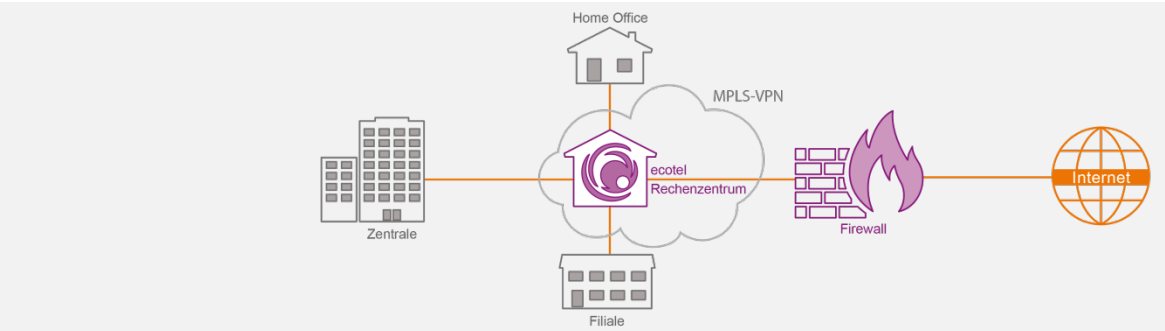 Home Office
MPLS-VPN
ecotel
Rechenzentrum
Internet
Firewall
Zentrale
Filiale